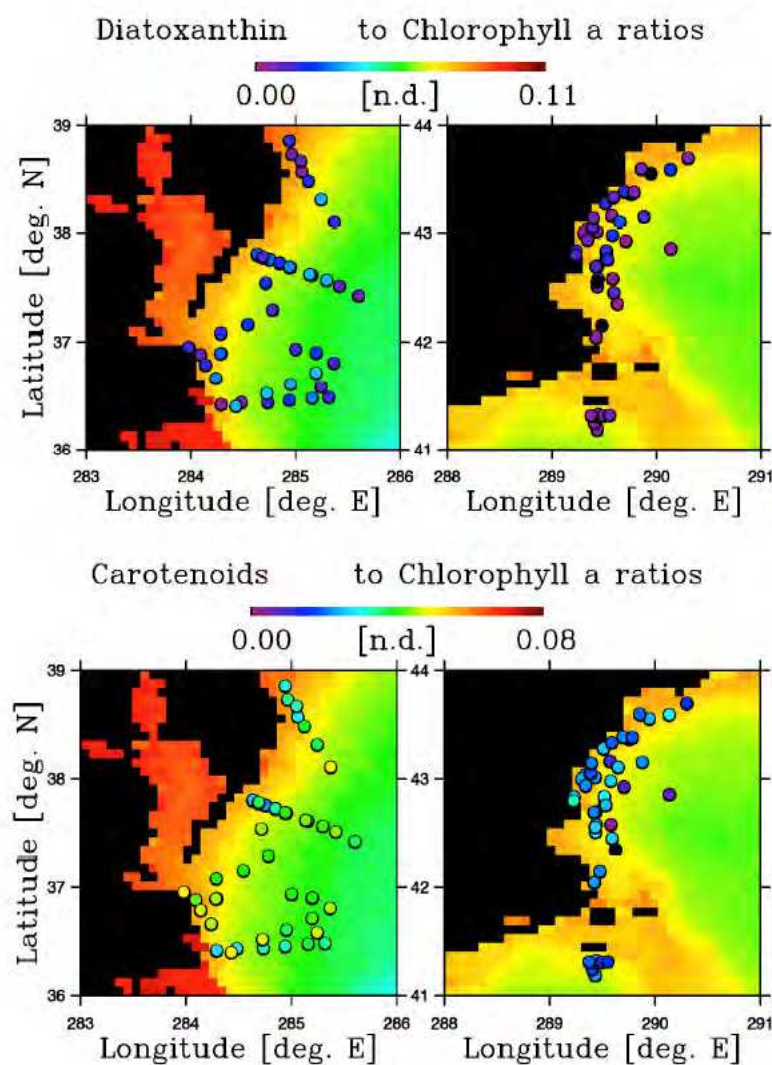 Diatoxanthin to Chlorophyll a ratios
0.00 [n.d.] 0.11
Latitude [deg. N]
39
38
37
36
283 284 285 286
Longitude [deg. E]
44
43
42
41
288 289 290 291
Longitude [deg. E]
Carotenoids to Chlorophyll a ratios
0.00 [n.d.] 0.08
Latitude [deg. N]
39
38
37
36
283 284 285 286
Longitude [deg. E]
44
43
42
41
288 289 290 291
Longitude [deg. E]